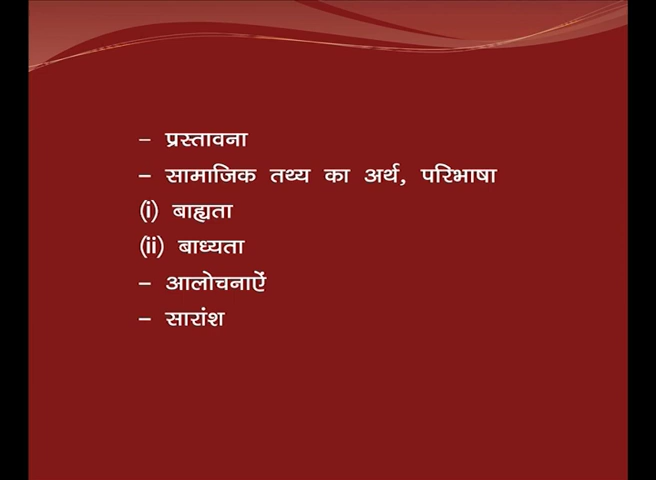 – प्रस्तावना
– सामाजिक तथ्य का अर्थ, परिभाषा
(i) बाह्यता
(ii) बाध्यता
– आलोचनाऐं
– सारांश